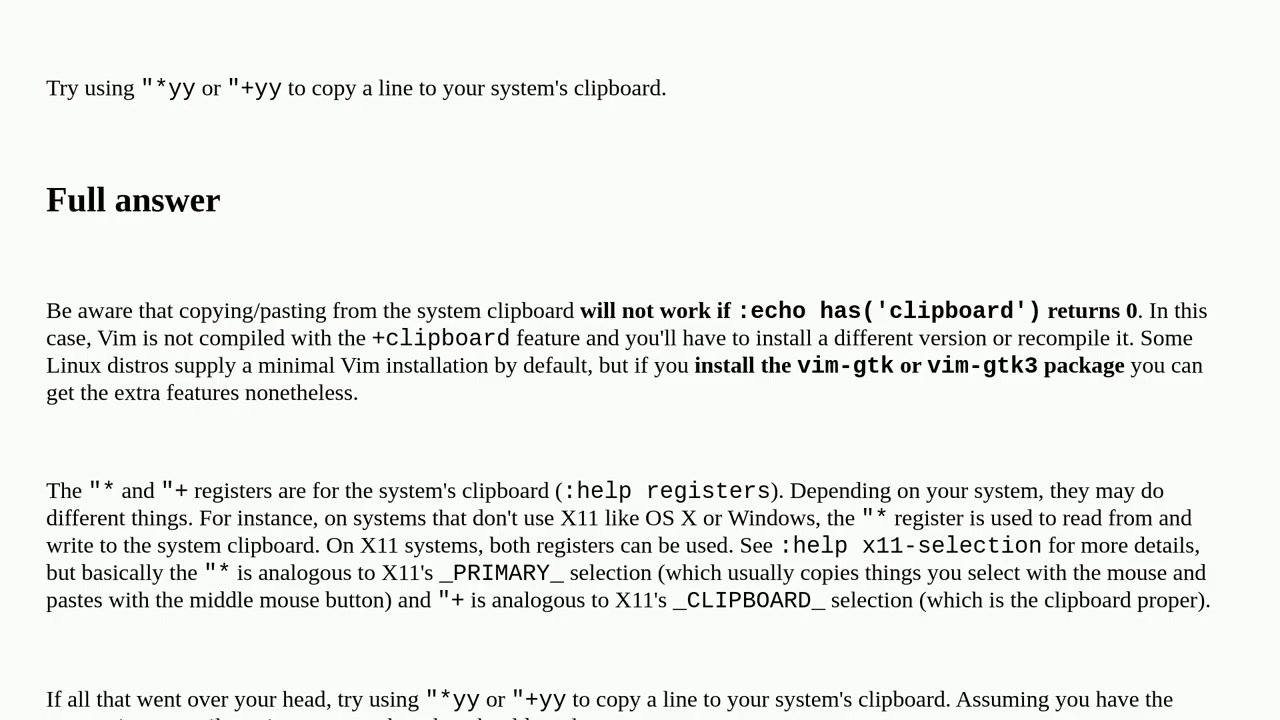 Try using "*yy or "+yy to copy a line to your system's clipboard.
Full answer
Be aware that copying/pasting from the system clipboard will not work if :echo has('clipboard') returns 0. In this
case, Vim is not compiled with the +clipboard feature and you'll have to install a different version or recompile it. Some
Linux distros supply a minimal Vim installation by default, but if you install the vim-gtk or vim-gtk3 package you can
get the extra features nonetheless.
The "* and "+ registers are for the system's clipboard (:help registers). Depending on your system, they may do
different things. For instance, on systems that don't use X11 like OS X or Windows, the "* register is used to read from and
write to the system clipboard. On X11 systems, both registers can be used. See :help x11-selection for more details,
but basically the "* is analogous to X11's _PRIMARY_ selection (which usually copies things you select with the mouse and
pastes with the middle mouse button) and "+ is analogous to X11's _CLIPBOARD_ selection (which is the clipboard proper).
If all that went over your head, try using "*yy or "+yy to copy a line to your system's clipboard. Assuming you have the